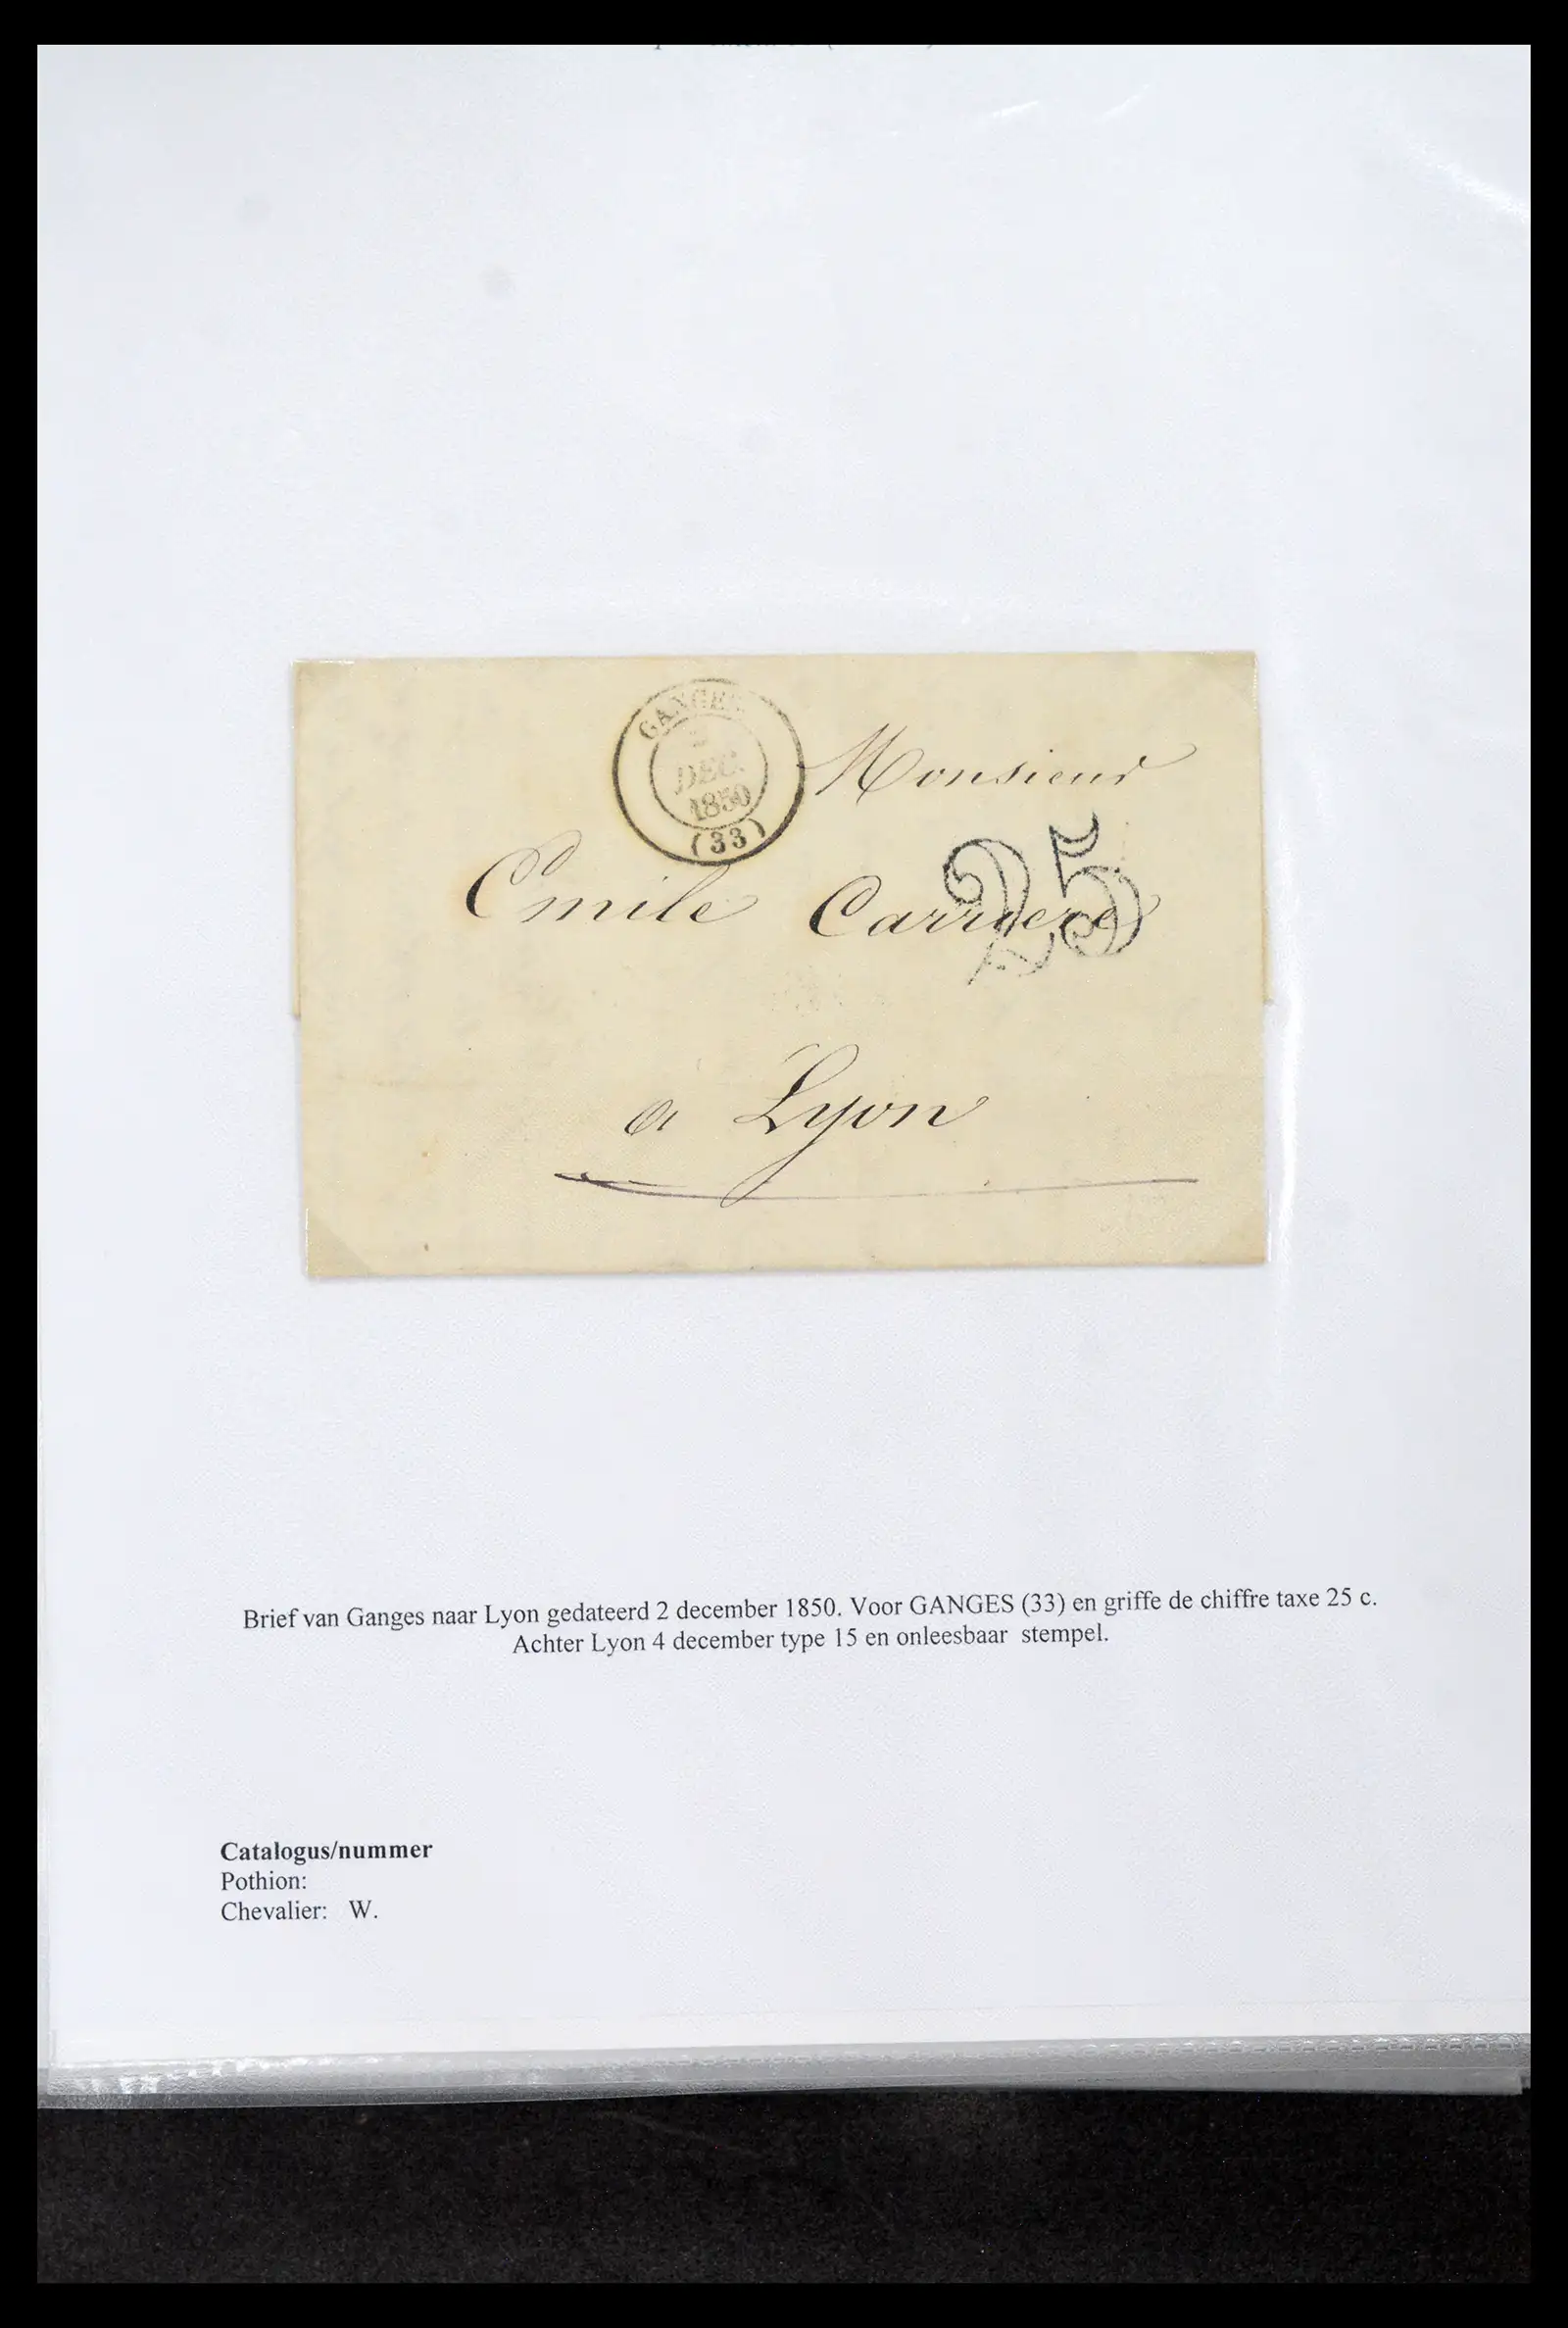 GANGES
2
DEC.
1850
(33)
Monsieur
25
Emile Carriere
a Lyon
Brief van Ganges naar Lyon gedateerd 2 december 1850. Voor GANGES (33) en griffe de chiffre taxe 25 c.
Achter Lyon 4 december type 15 en onleesbaar stempel.
Catalogus/nummer
Pothion:
Chevalier: W.